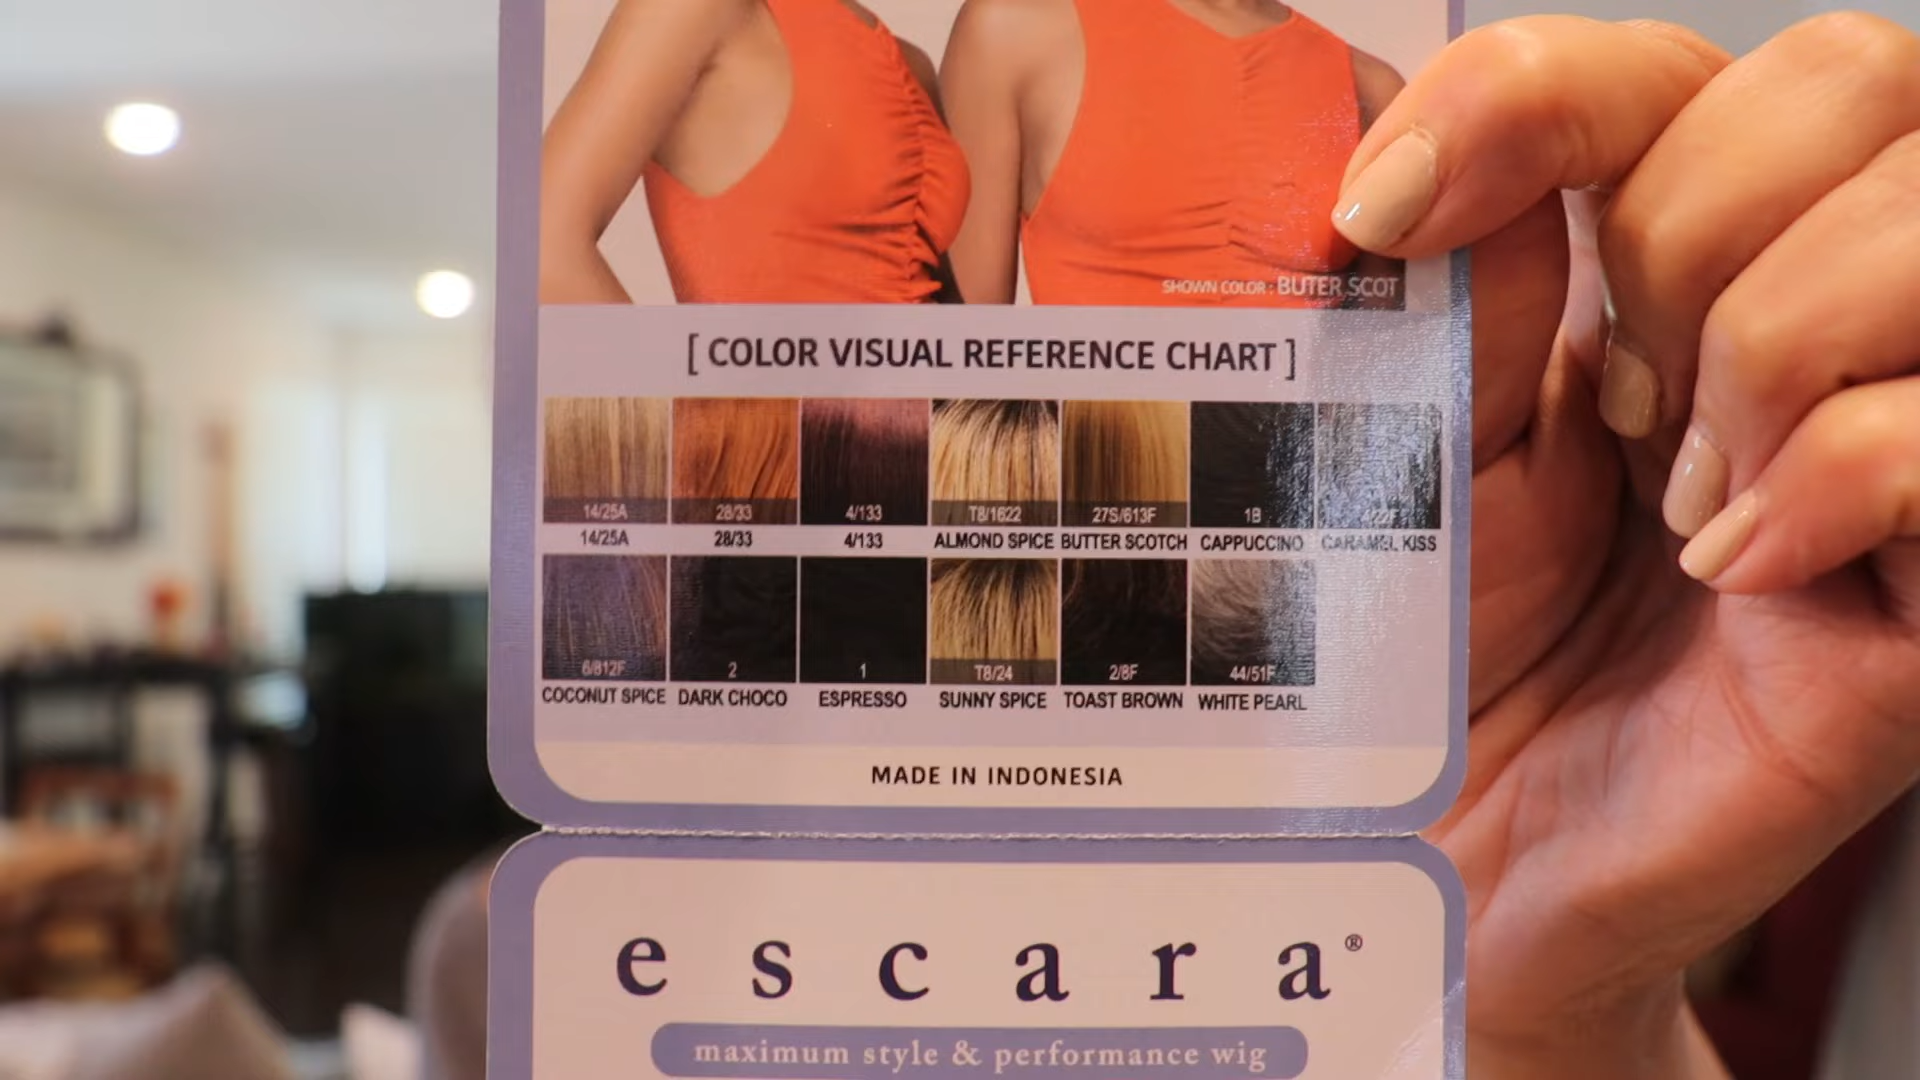 SHOWN COLOR : BUTER SCOT
[ COLOR VISUAL REFERENCE CHART ]
14/25A 28/33 4/133 T8/1622 27S/613F 1B 4/22F
14/25A 28/33 4/133 ALMOND SPICE BUTTER SCOTCH CAPPUCCINO CARAMEL KISS
6/812F 2 1 T8/24 2/8F 44/51F
COCONUT SPICE DARK CHOCO ESPRESSO SUNNY SPICE TOAST BROWN WHITE PEARL
MADE IN INDONESIA
escara®
maximum style & performance wig